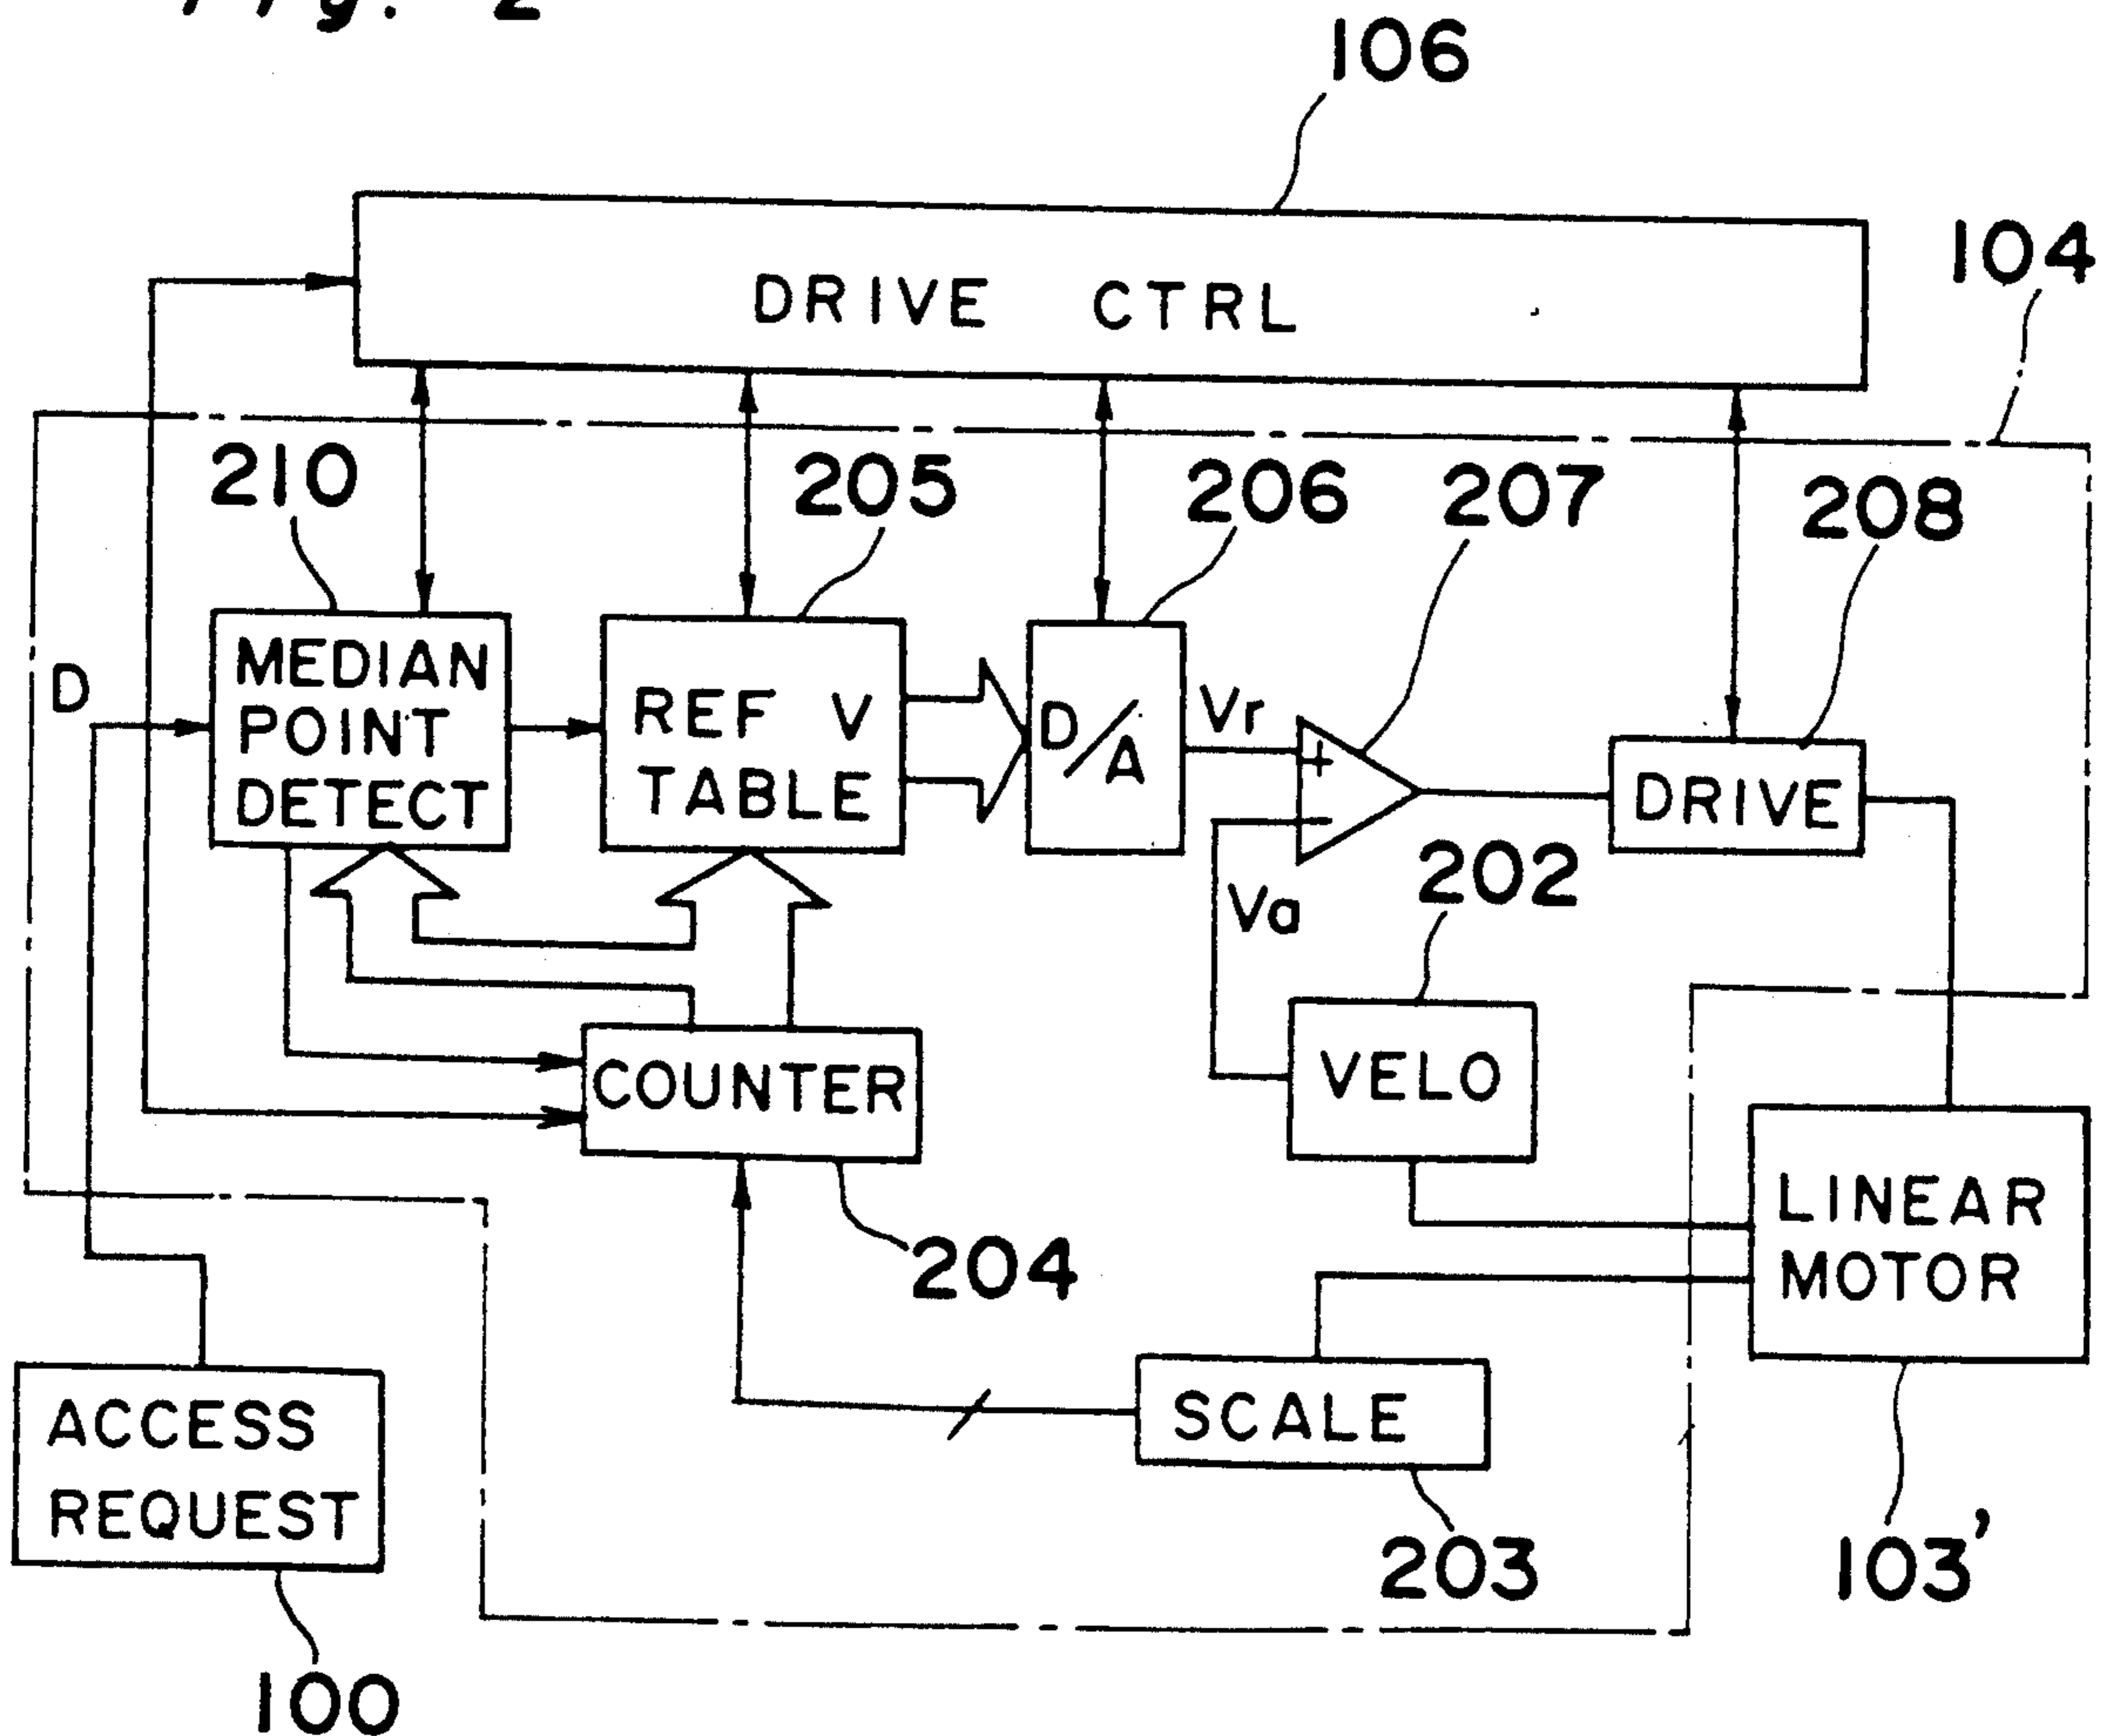 Fig. 2
106
DRIVE CTRL
104
210
205
206
207
208
D
MEDIAN
POINT
DETECT
REF V
TABLE
D/A
Vr
+
−
DRIVE
Va
202
VELO
COUNTER
204
LINEAR
MOTOR
SCALE
203
103'
ACCESS
REQUEST
100